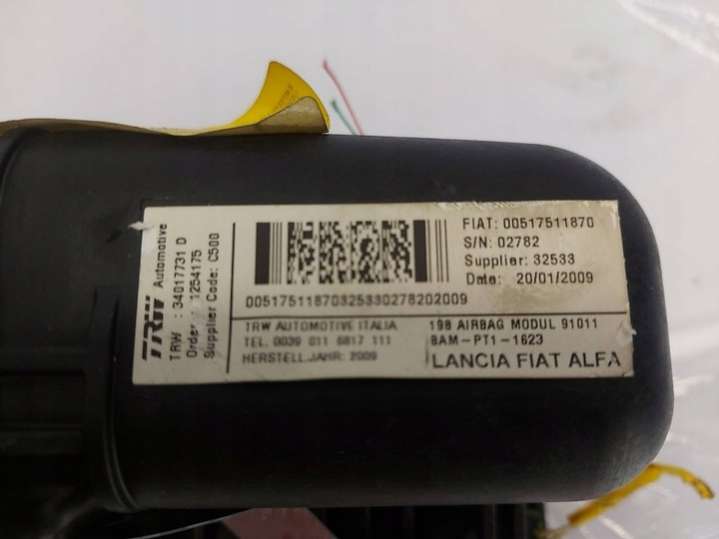 TRW Automotive
TRW : 34017731 D
Order : 1254175
Supplier Code: C500
FIAT: 00517511870
S/N: 02782
Supplier: 32533
Date: 20/01/2009
00517511870325330278202009
TRW AUTOMOTIVE ITALIA
TEL. 0039 011 6817 111
HERSTELL.JAHR: 2009
198 AIRBAG MODUL 91011
BAM-PT1-1623
LANCIA FIAT ALFA